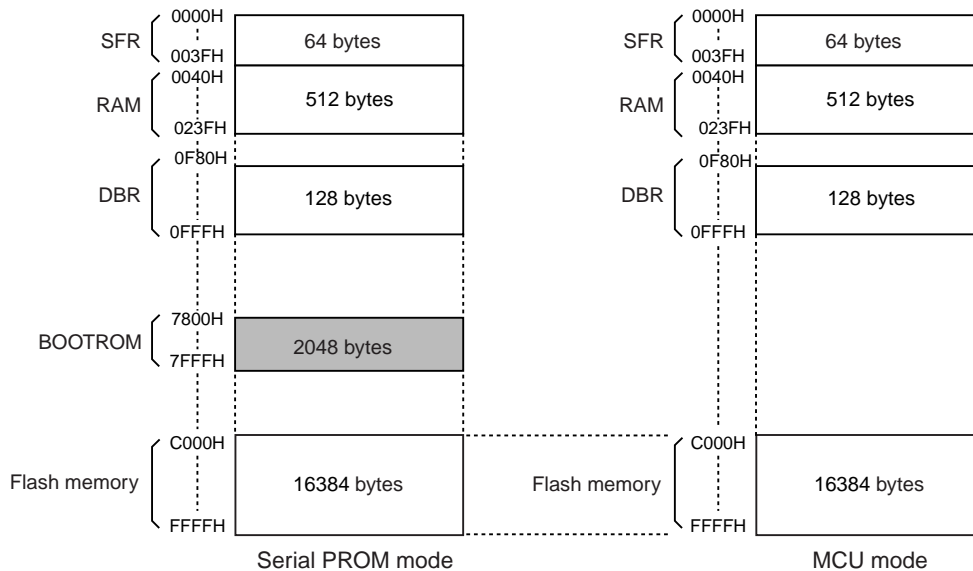 0000H
SFR
64 bytes
003FH
0040H
RAM
512 bytes
023FH
0F80H
DBR
128 bytes
0FFFH
7800H
BOOTROM
2048 bytes
7FFFH
C000H
Flash memory
16384 bytes
FFFFH
Serial PROM mode
0000H
SFR
64 bytes
003FH
0040H
RAM
512 bytes
023FH
0F80H
DBR
128 bytes
0FFFH
C000H
Flash memory
16384 bytes
FFFFH
MCU mode